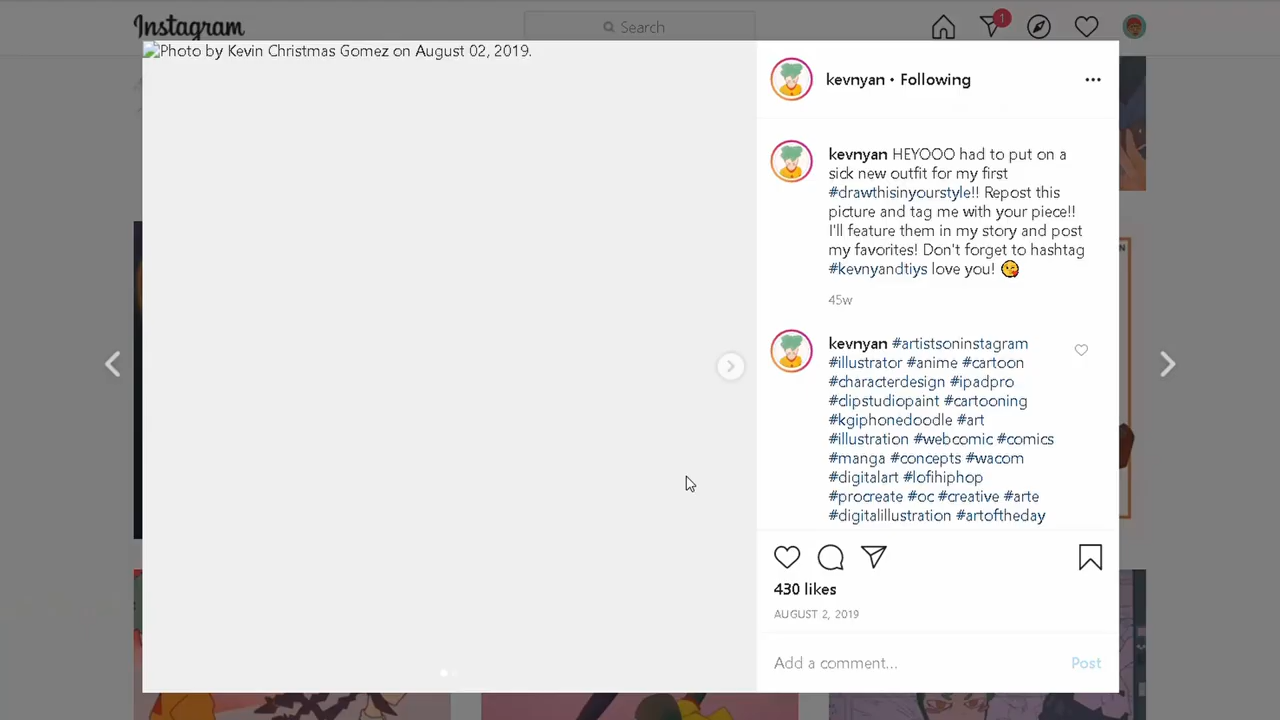 Instagram
Search
1
Photo by Kevin Christmas Gomez on August 02, 2019.
kevnyan • Following
kevnyan HEYOOO had to put on a
sick new outfit for my first
#drawthisinyourstyle!! Repost this
picture and tag me with your piece!!
I'll feature them in my story and post
my favorites! Don't forget to hashtag
#kevnyandtiys love you! 😘
45w
kevnyan #artistsoninstagram
#illustrator #anime #cartoon
#characterdesign #ipadpro
#clipstudiopaint #cartooning
#kgiphonedoodle #art
#illustration #webcomic #comics
#manga #concepts #wacom
#digitalart #lofihiphop
#procreate #oc #creative #arte
#digitalillustration #artoftheday
430 likes
AUGUST 2, 2019
Add a comment...
Post